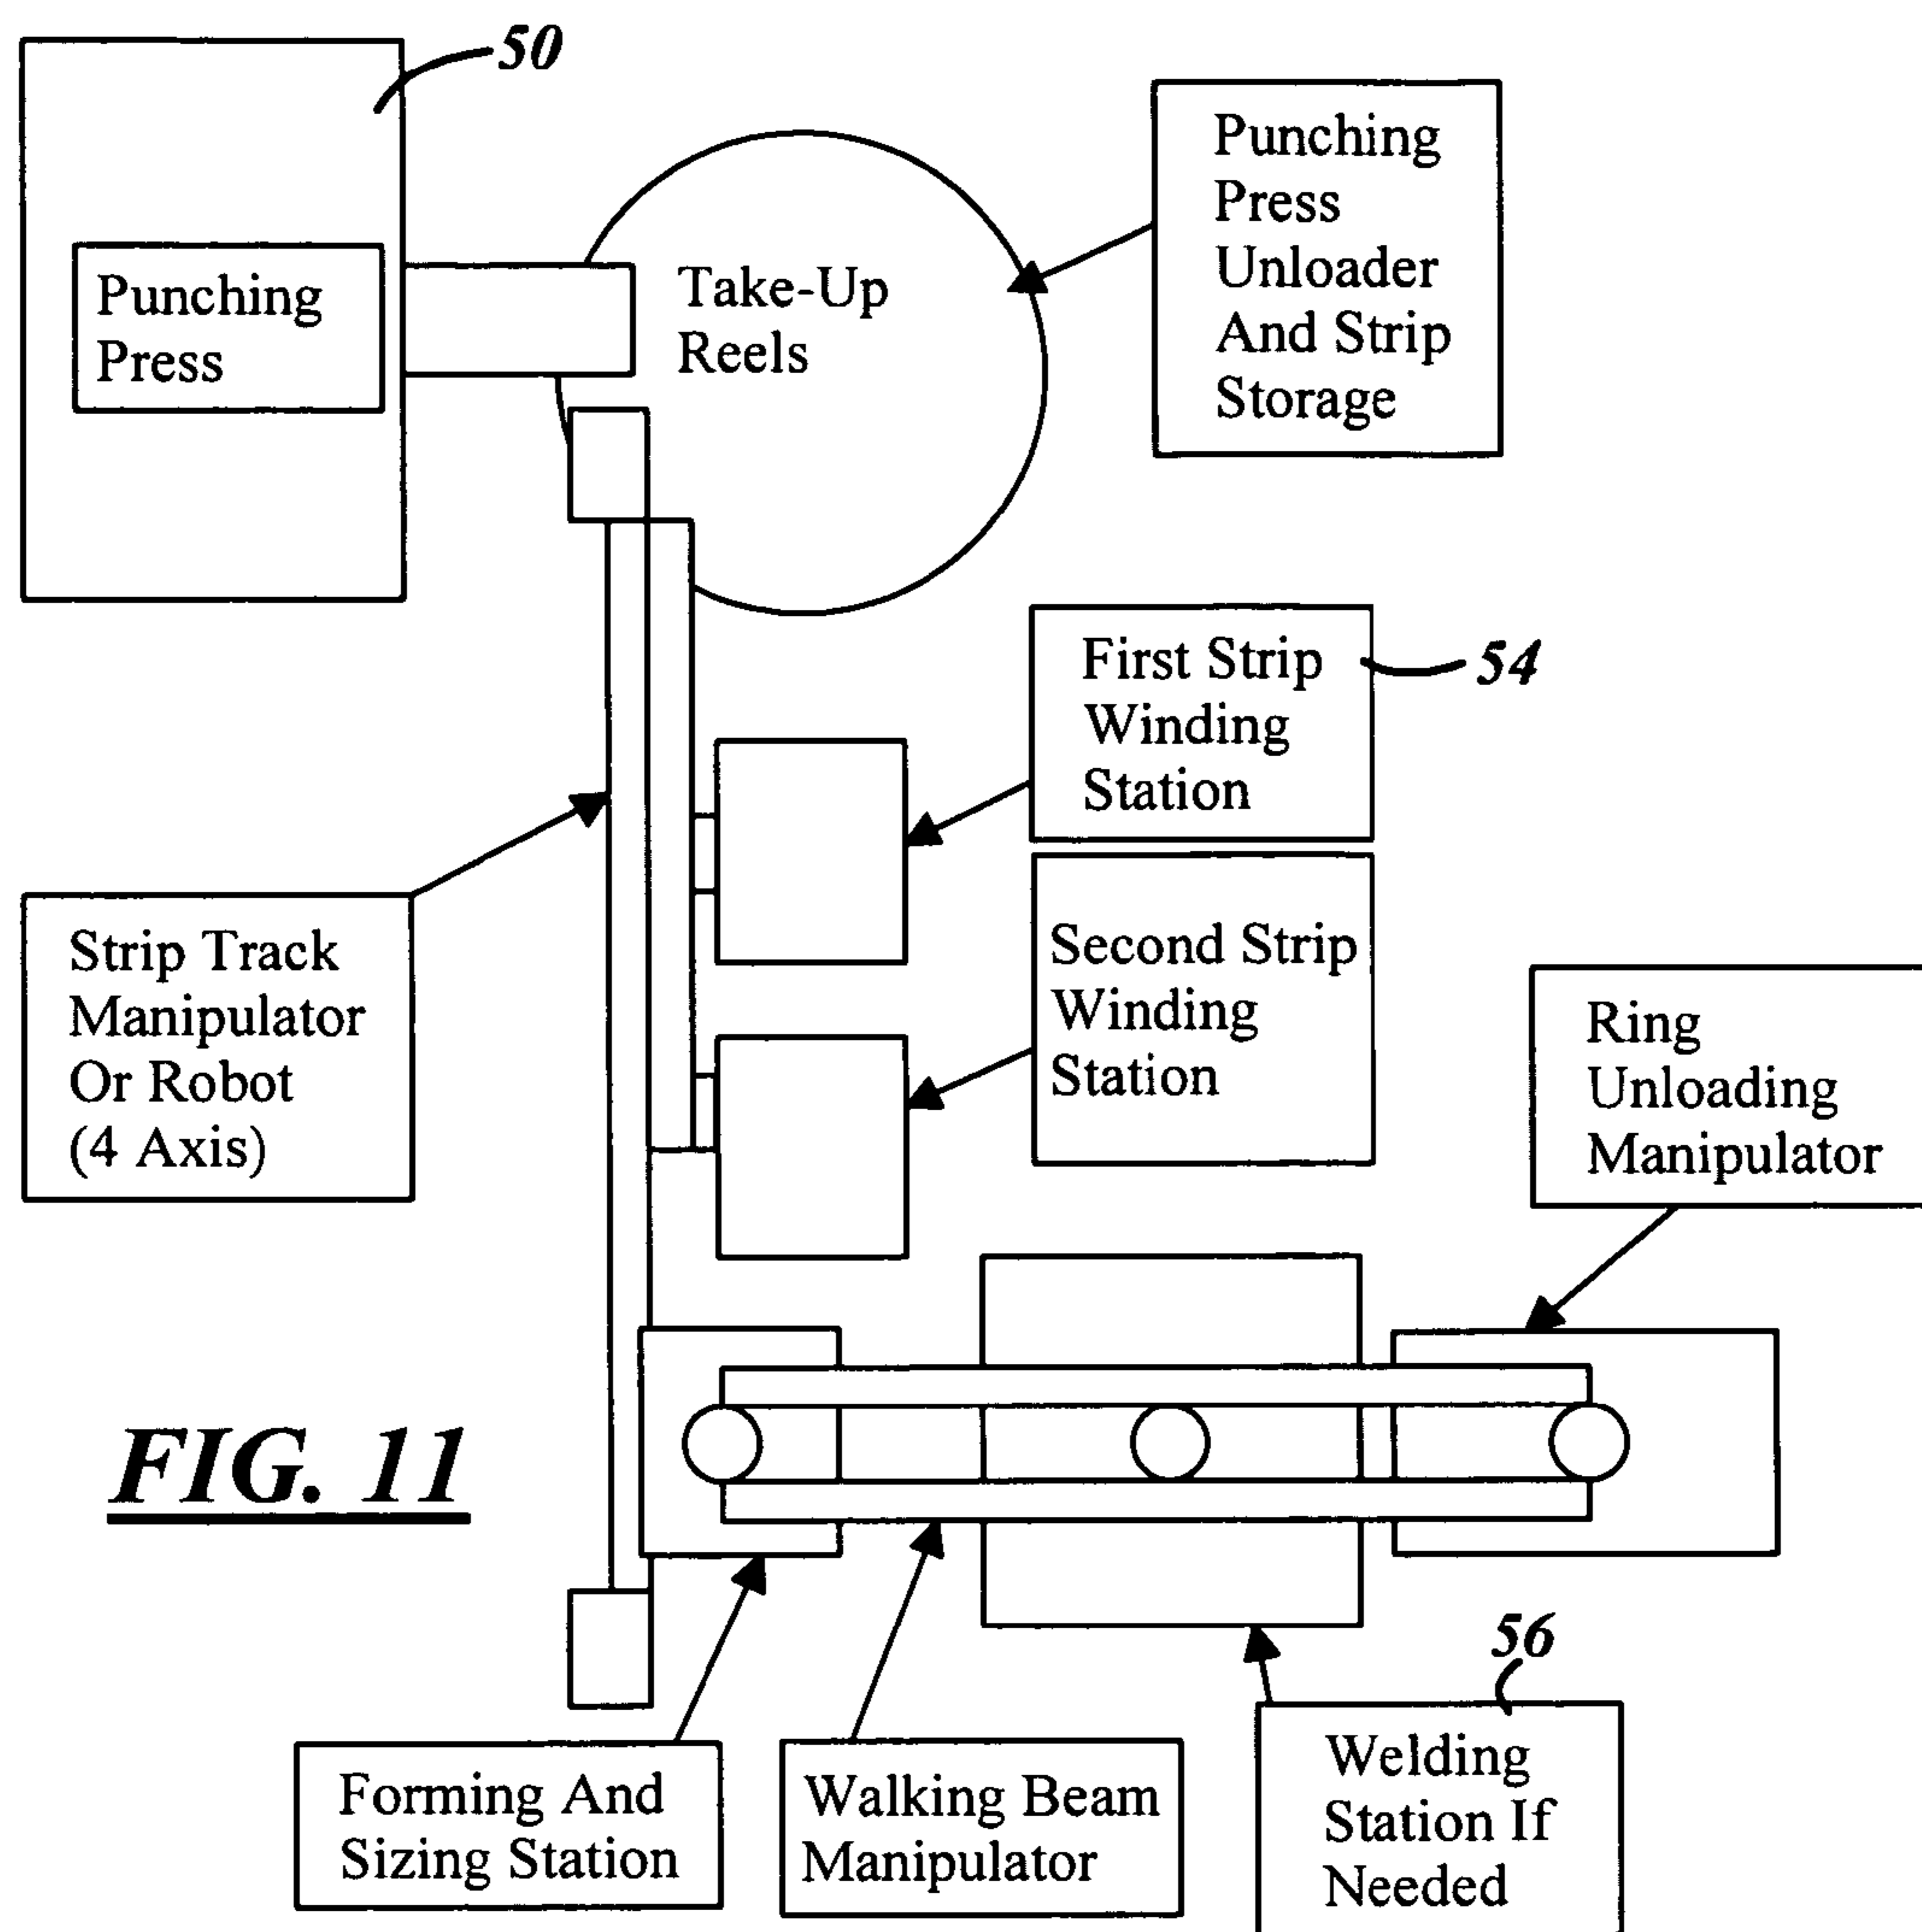 50
Punching
Press
Take-Up
Reels
Punching
Press
Unloader
And Strip
Storage
First Strip
Winding
Station
54
Second Strip
Winding
Station
Strip Track
Manipulator
Or Robot
(4 Axis)
Ring
Unloading
Manipulator
FIG. 11
56
Forming And
Sizing Station
Walking Beam
Manipulator
Welding
Station If
Needed